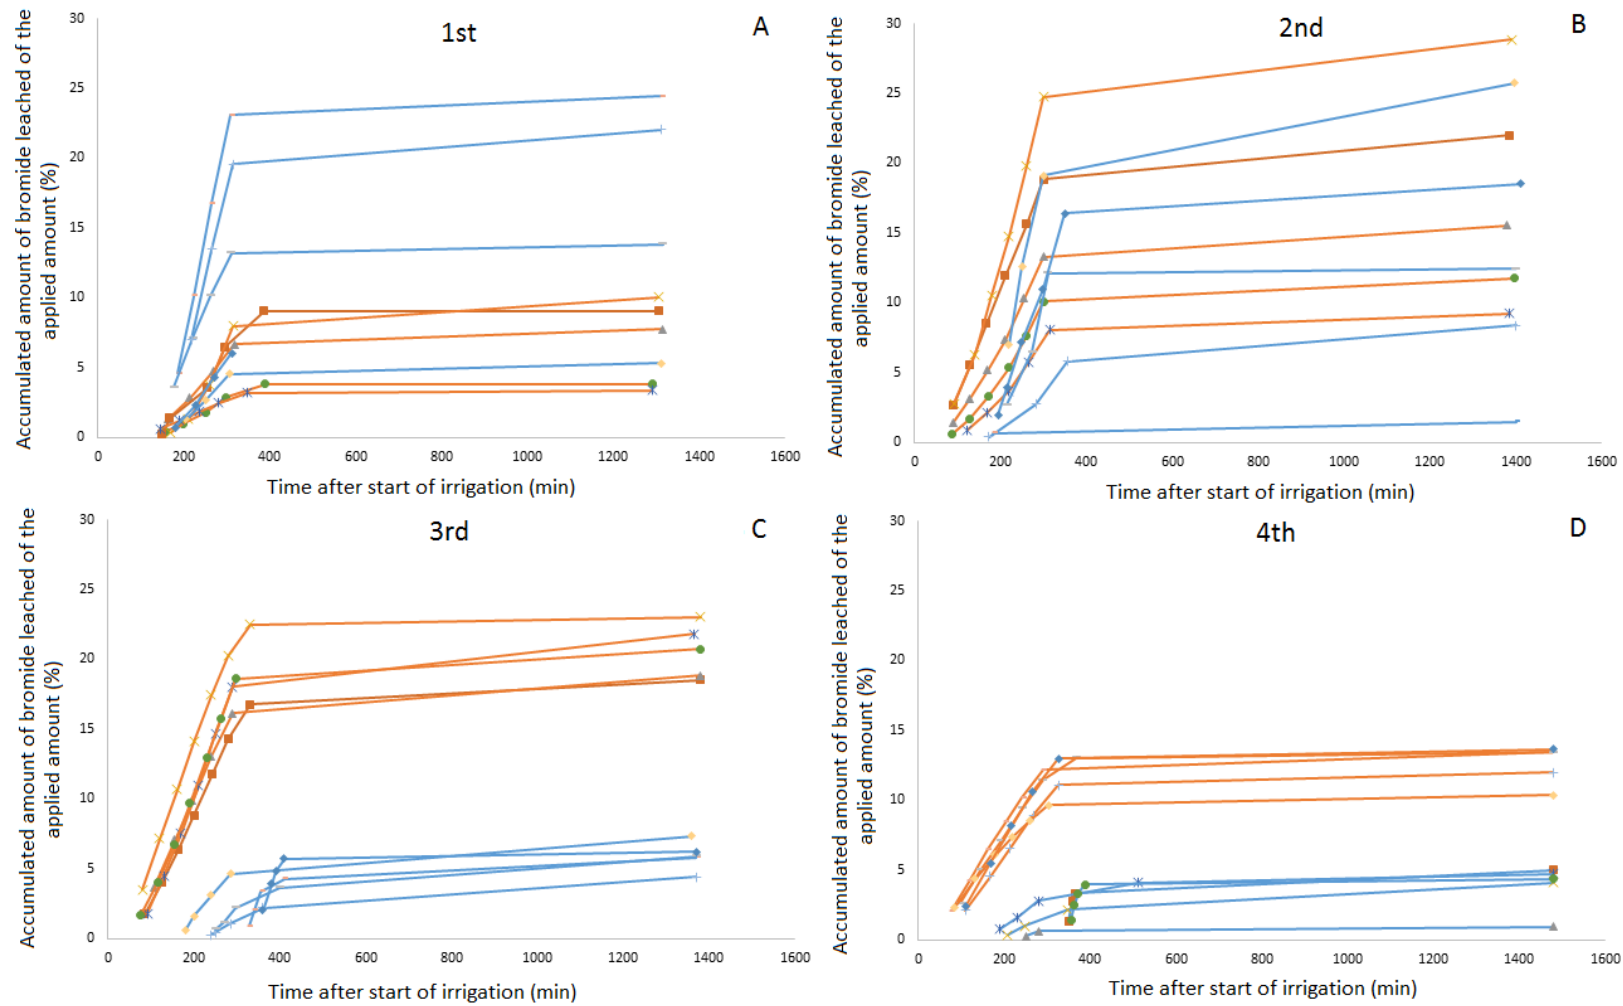 1st
A
Accumulated amount of bromide leached of the
applied amount (%)
30
25
20
15
10
5
0
0 200 400 600 800 1000 1200 1400 1600
Time after start of irrigation (min)
2nd
B
Accumulated amount of bromide leached of the
applied amount (%)
30
25
20
15
10
5
0
0 200 400 600 800 1000 1200 1400 1600
Time after start of irrigation (min)
3rd
C
Accumulated amount of bromide leached of the
applied amount (%)
30
25
20
15
10
5
0
0 200 400 600 800 1000 1200 1400 1600
Time after start of irrigation (min)
4th
D
Accumulated amount of bromide leached of the
applied amount (%)
30
25
20
15
10
5
0
0 200 400 600 800 1000 1200 1400 1600
Time after start of irrigation (min)